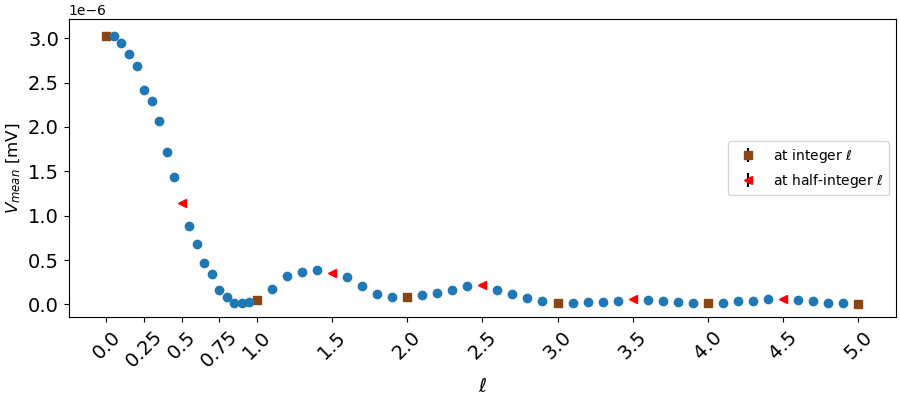 1e−6
3.0
2.5
2.0
1.5
1.0
0.5
0.0
V_mean [mV]
at integer ℓ
at half-integer ℓ
0.0 0.25 0.5 0.75 1.0 1.5 2.0 2.5 3.0 3.5 4.0 4.5 5.0
ℓ